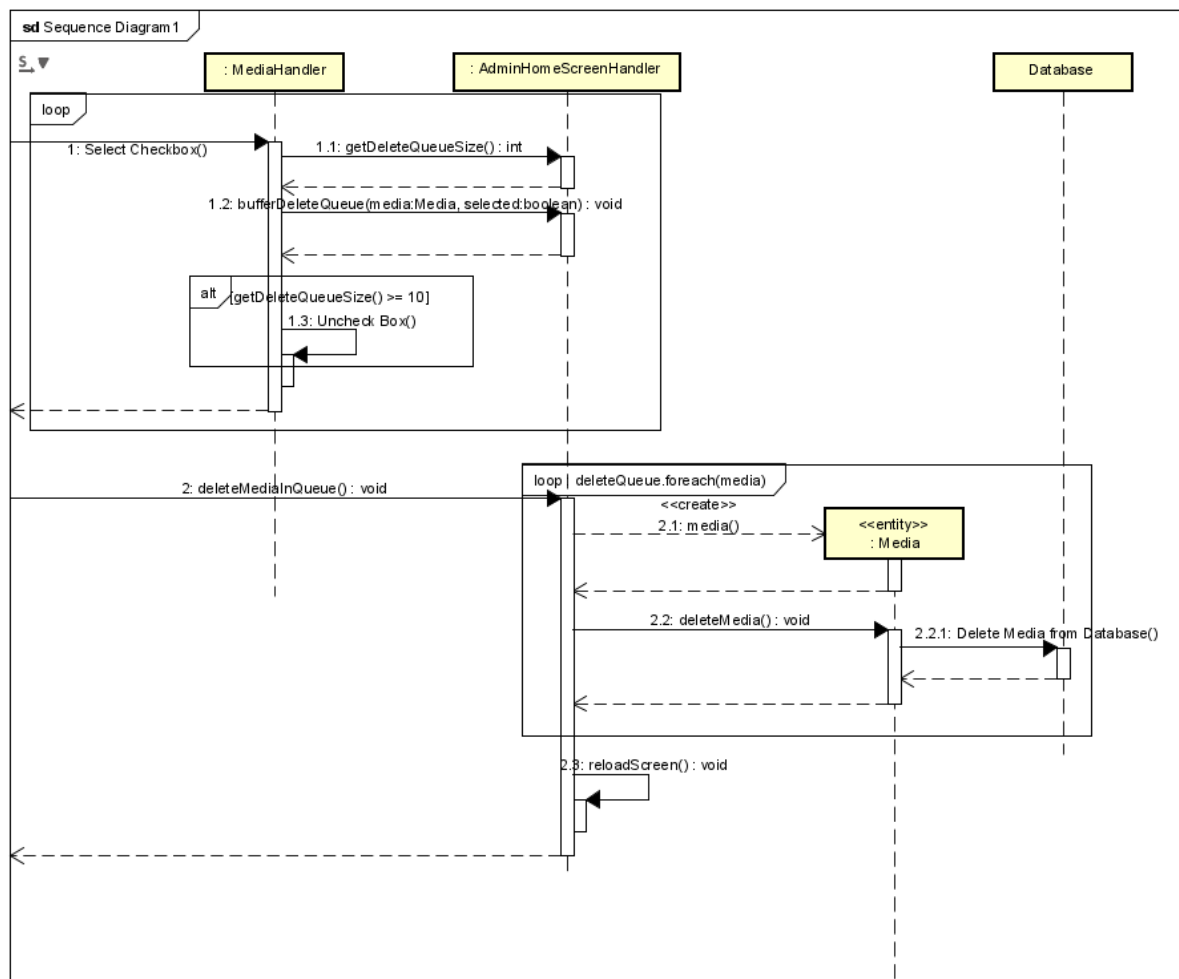 sd Sequence Diagram1
S
: MediaHandler
: AdminHomeScreenHandler
Database
loop
1: Select Checkbox()
1.1: getDeleteQueueSize() : int
1.2: bufferDeleteQueue(media:Media, selected:boolean) : void
alt
[getDeleteQueueSize() >= 10]
1.3: Uncheck Box()
loop
deleteQueue.foreach(media)
2: deleteMediaInQueue() : void
<<create>>
2.1: media()
<<entity>>
: Media
2.2: deleteMedia() : void
2.2.1: Delete Media from Database()
2.3: reloadScreen() : void